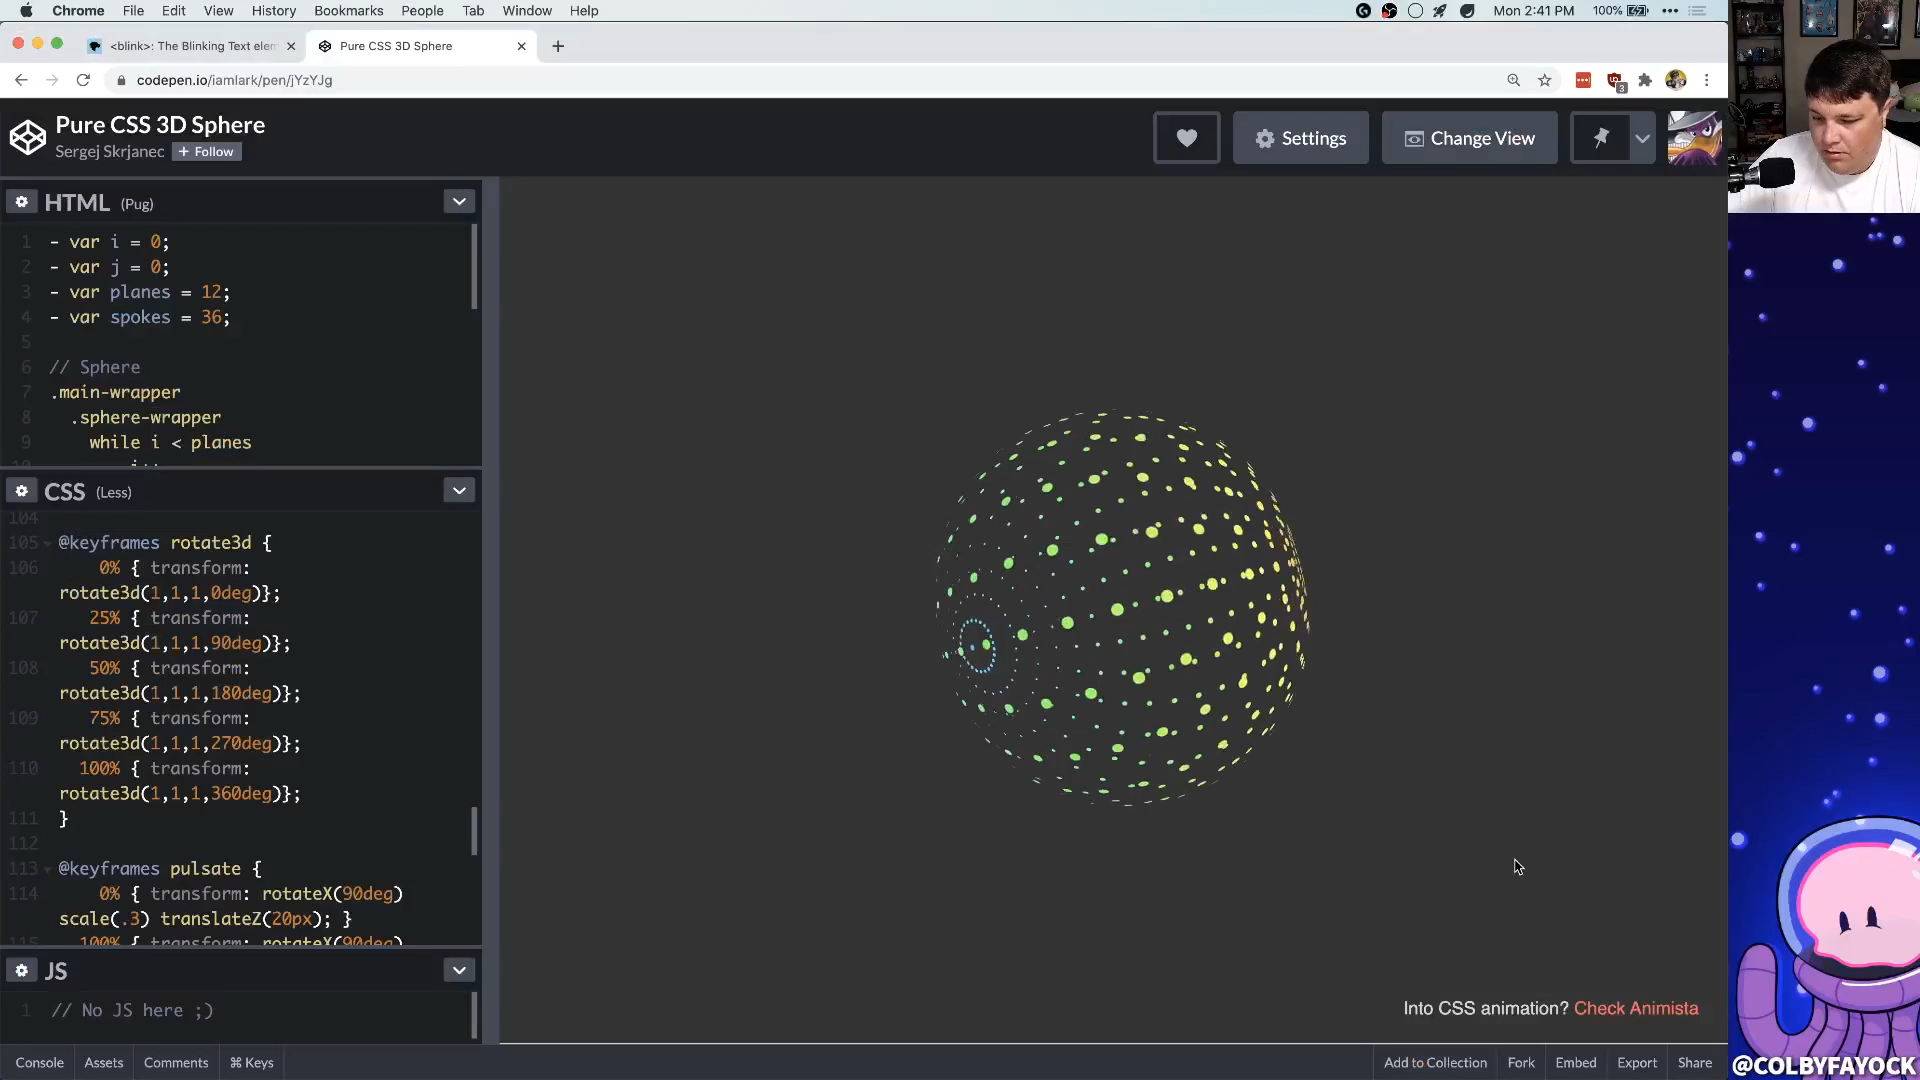 Chrome File Edit View History Bookmarks People Tab Window Help
Mon 2:41 PM 100%
<blink>: The Blinking Text elem
Pure CSS 3D Sphere
codepen.io/iamlark/pen/jYzYJg
3
Pure CSS 3D Sphere
Sergej Skrjanec + Follow
Settings
Change View
HTML (Pug)
1 - var i = 0;
2 - var j = 0;
3 - var planes = 12;
4 - var spokes = 36;
5
6 // Sphere
7 .main-wrapper
8 .sphere-wrapper
9 while i < planes
CSS (Less)
104
105 @keyframes rotate3d {
106 0% { transform:
rotate3d(1,1,1,0deg)};
107 25% { transform:
rotate3d(1,1,1,90deg)};
108 50% { transform:
rotate3d(1,1,1,180deg)};
109 75% { transform:
rotate3d(1,1,1,270deg)};
110 100% { transform:
rotate3d(1,1,1,360deg)};
111 }
112
113 @keyframes pulsate {
114 0% { transform: rotateX(90deg)
scale(.3) translateZ(20px); }
115 100% { transform: rotateX(90deg)
JS
1 // No JS here ;)
Into CSS animation? Check Animista
Console Assets Comments ⌘ Keys
Add to Collection Fork Embed Export Share
@COLBYFAYOCK